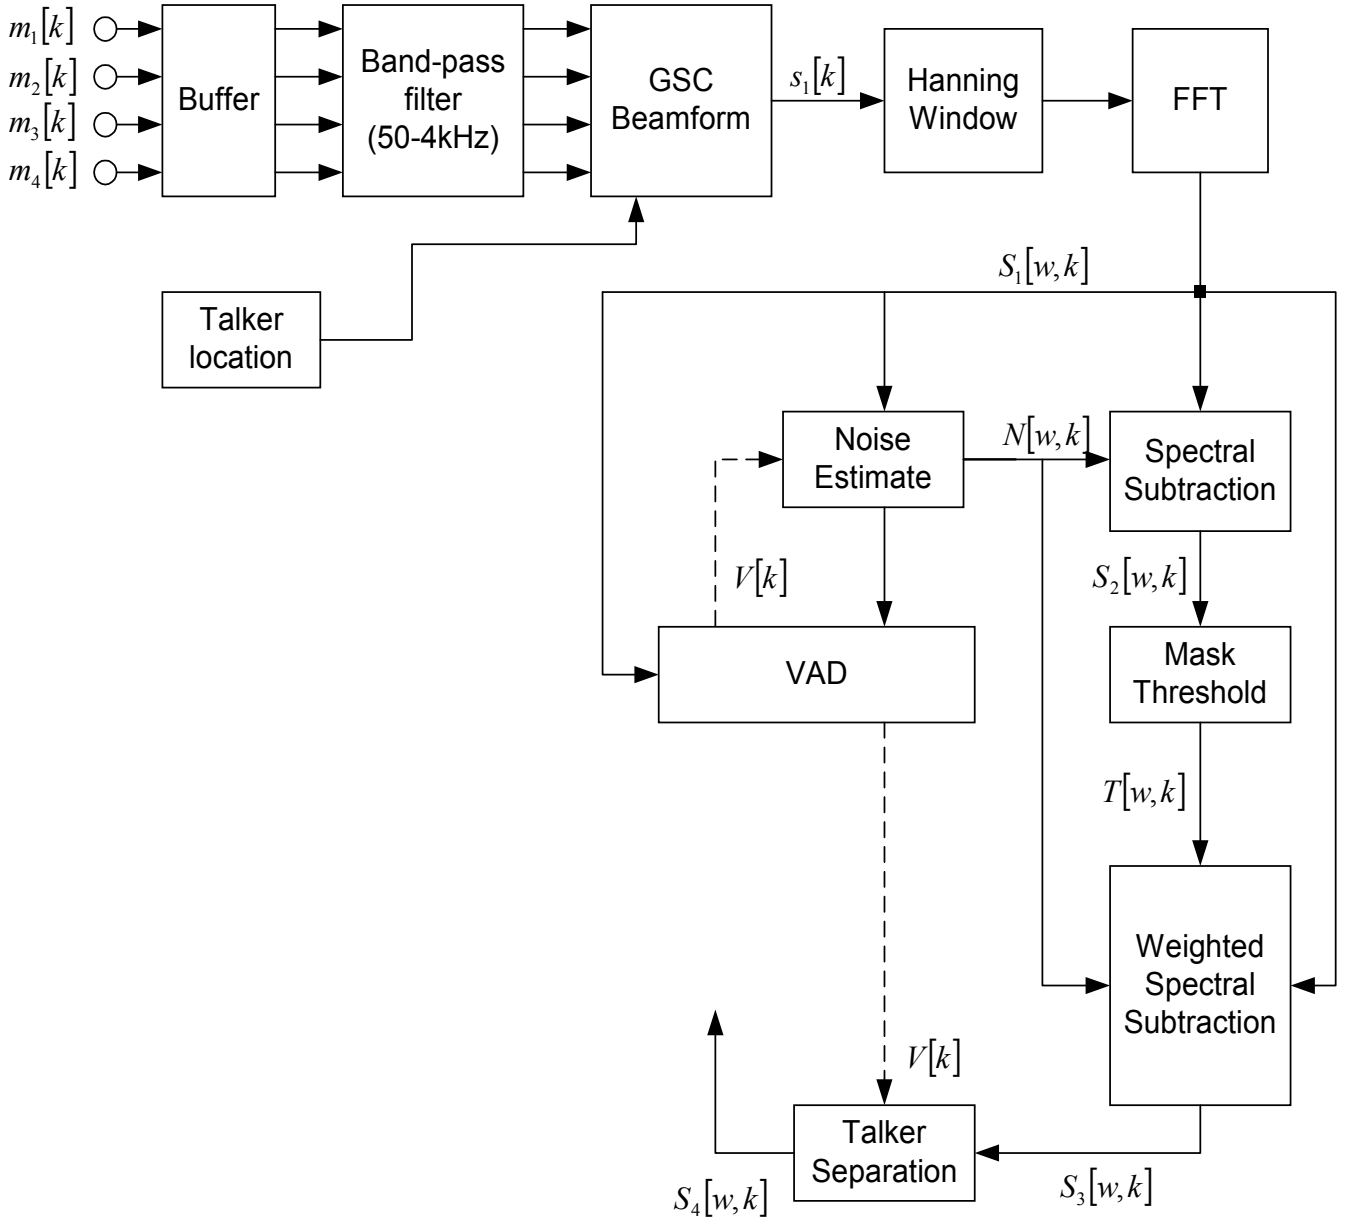 m₁[k]
m₂[k]
m₃[k]
m₄[k]
Buffer
Band-pass
filter
(50-4kHz)
GSC
Beamform
s₁[k]
Hanning
Window
FFT
Talker
location
S₁[w,k]
Noise
Estimate
N[w,k]
Spectral
Subtraction
V[k]
S₂[w,k]
VAD
Mask
Threshold
T[w,k]
Weighted
Spectral
Subtraction
V[k]
Talker
Separation
S₄[w,k]
S₃[w,k]